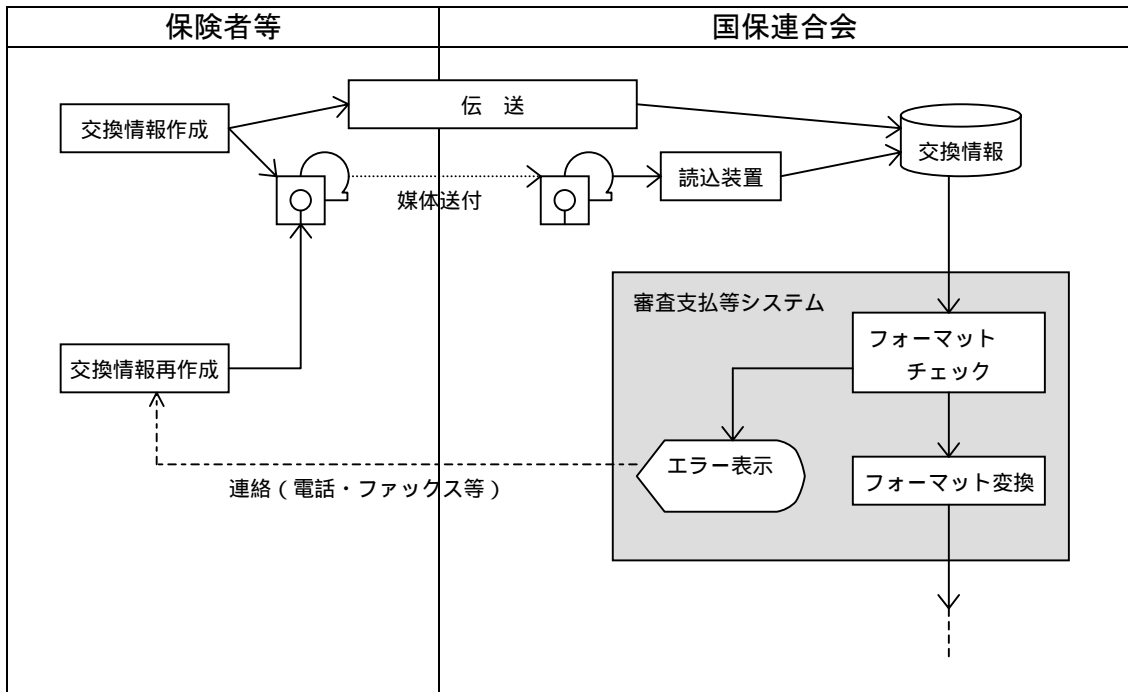 保険者等
国保連合会
交換情報作成
伝　送
交換情報
媒体送付
読込装置
審査支払等システム
フォーマット
チェック
交換情報再作成
エラー表示
フォーマット変換
連絡（電話・ファックス等）